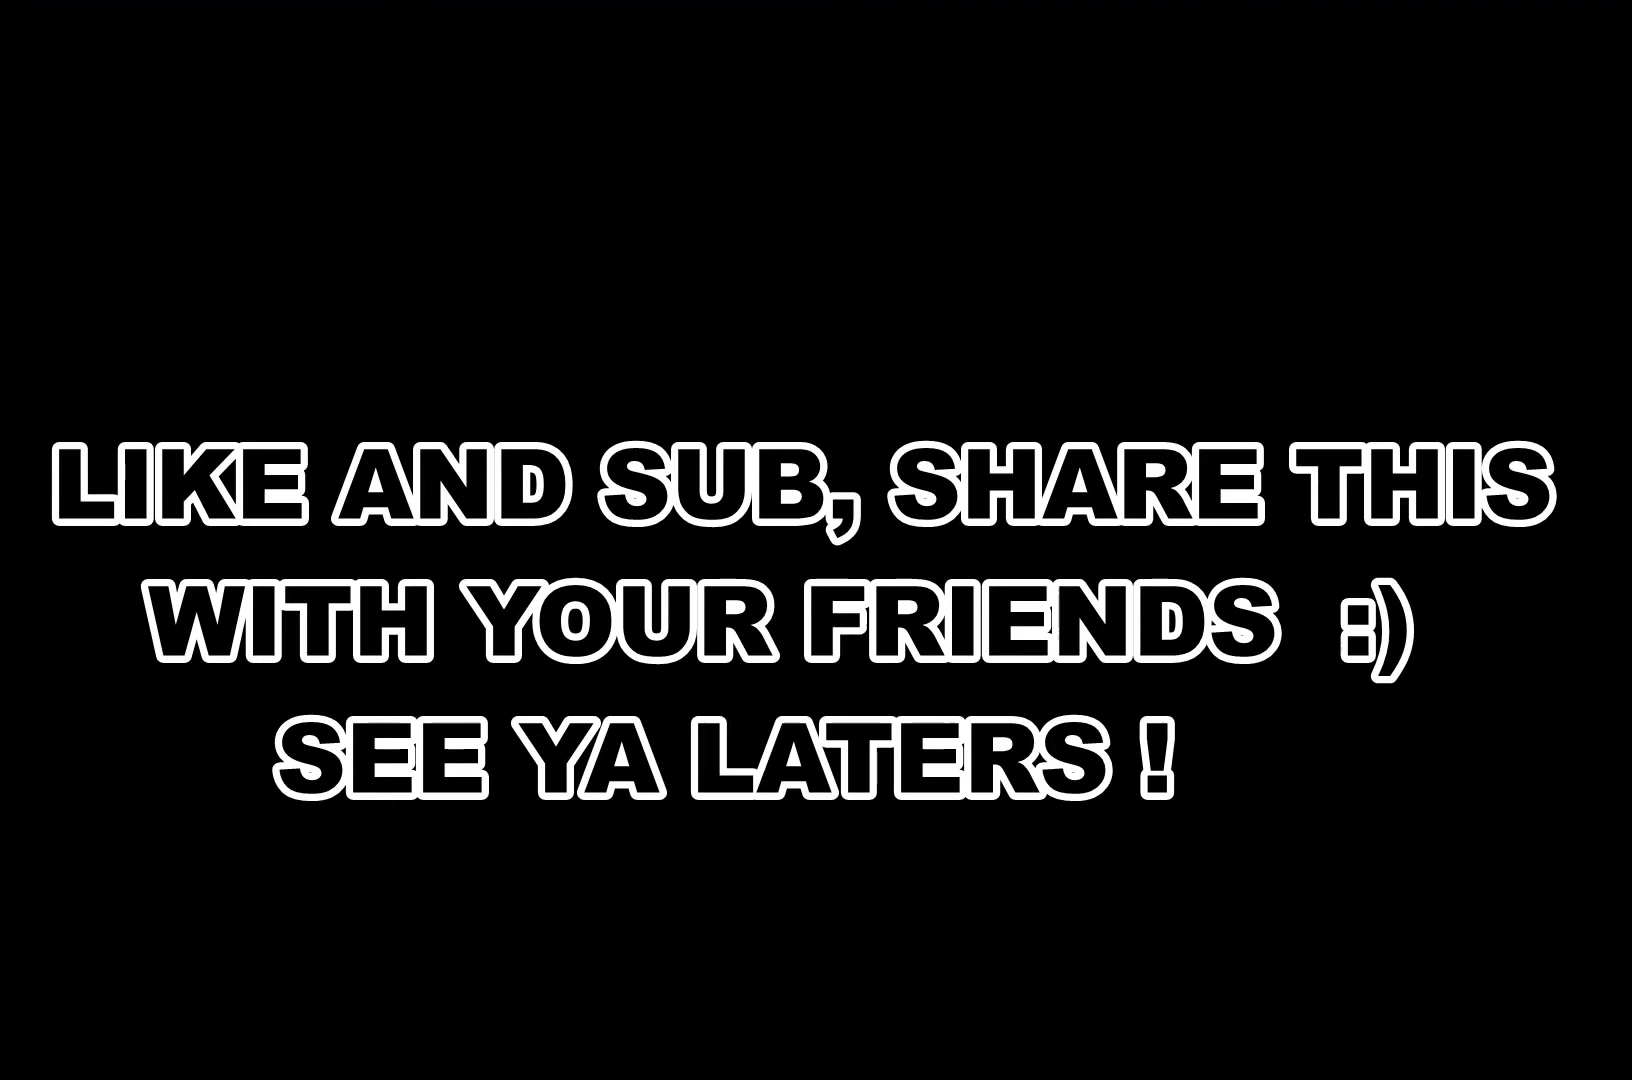 LIKE AND SUB, SHARE THIS
WITH YOUR FRIENDS  :)
SEE YA LATERS !